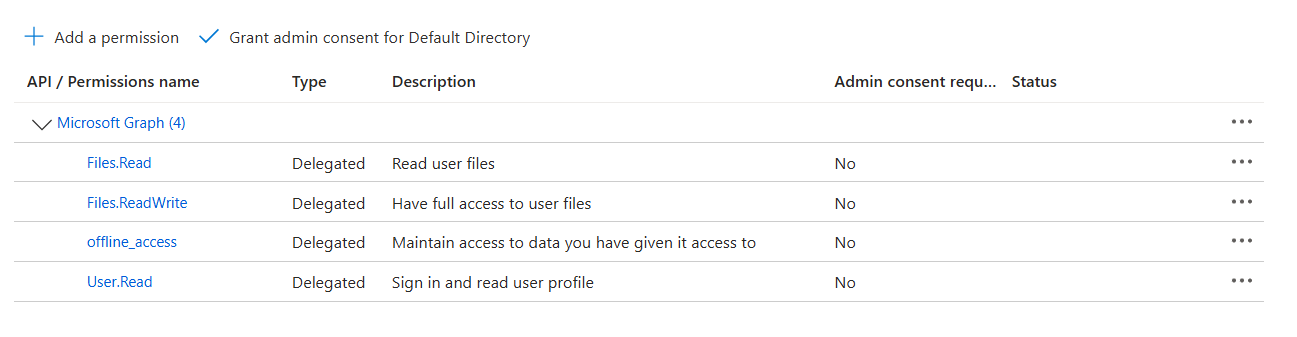 Add a permission Grant admin consent for Default Directory
API / Permissions name Type Description Admin consent requ... Status
Microsoft Graph (4)
Files.Read Delegated Read user files No
Files.ReadWrite Delegated Have full access to user files No
offline_access Delegated Maintain access to data you have given it access to No
User.Read Delegated Sign in and read user profile No